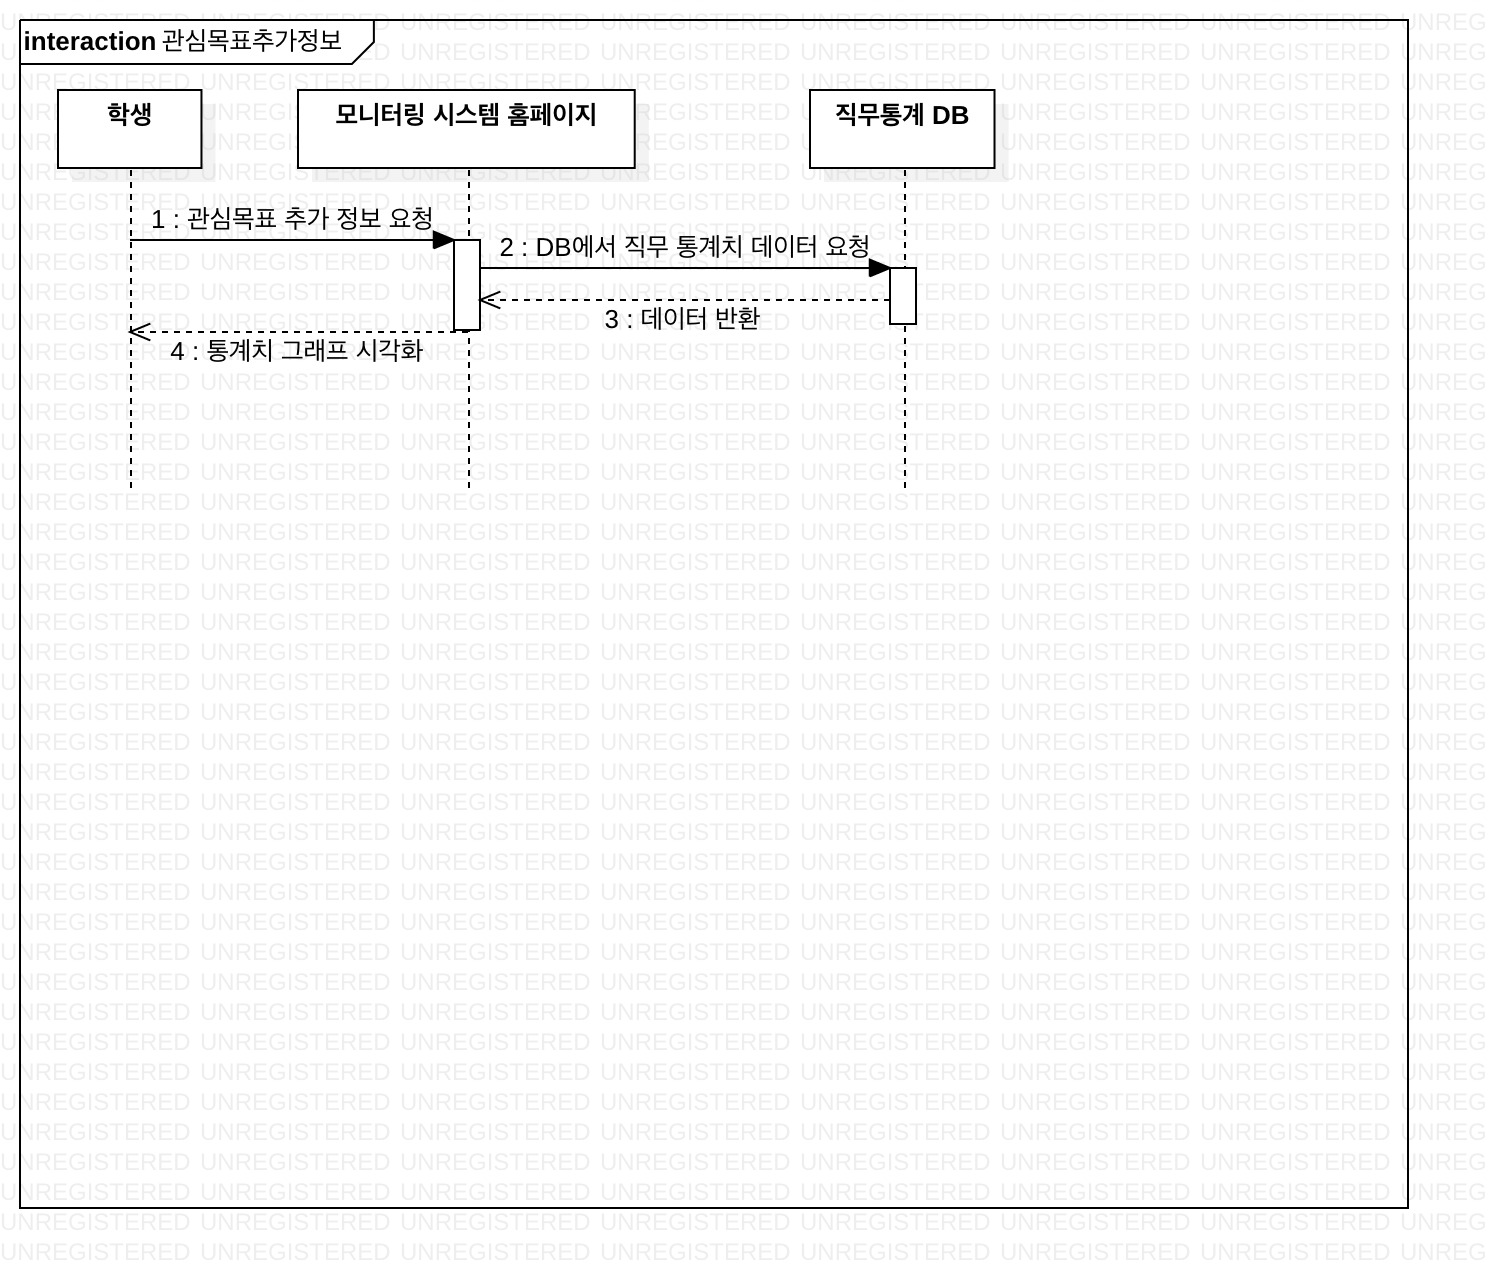 interaction 관심목표추가정보
학생
모니터링 시스템 홈페이지
직무통계 DB
1 : 관심목표 추가 정보 요청
2 : DB에서 직무 통계치 데이터 요청
3 : 데이터 반환
4 : 통계치 그래프 시각화
UNREGISTERED